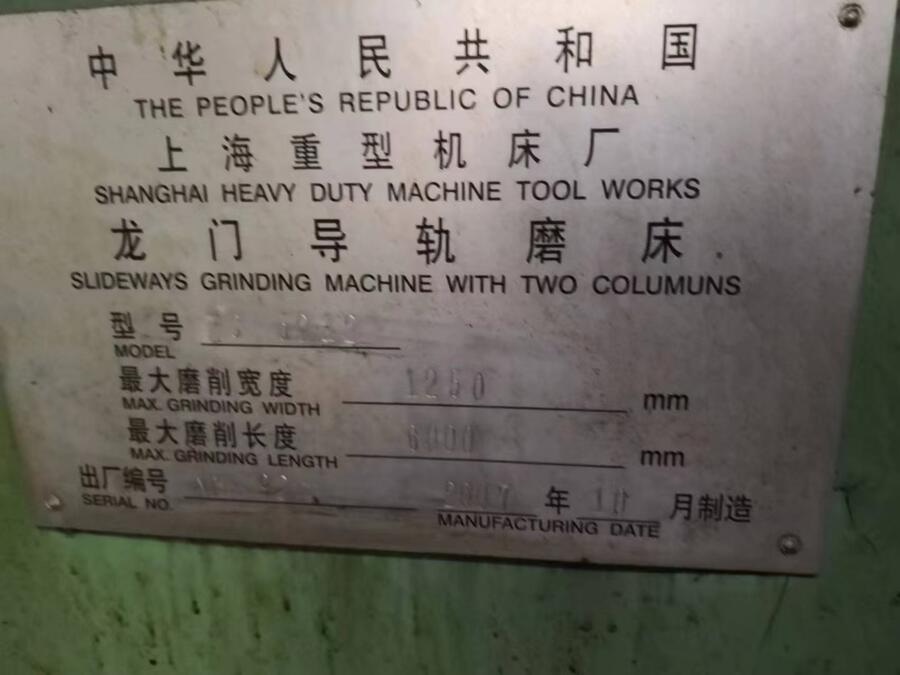 中华人民共和国
THE PEOPLE'S REPUBLIC OF CHINA
上海重型机床厂
SHANGHAI HEAVY DUTY MACHINE TOOL WORKS
龙门导轨磨床
SLIDEWAYS GRINDING MACHINE WITH TWO COLUMUNS
型号
MODEL
最大磨削宽度 1250 mm
MAX. GRINDING WIDTH
最大磨削长度 6000 mm
MAX. GRINDING LENGTH
出厂编号 2007 年 10 月制造
SERIAL NO. MANUFACTURING DATE